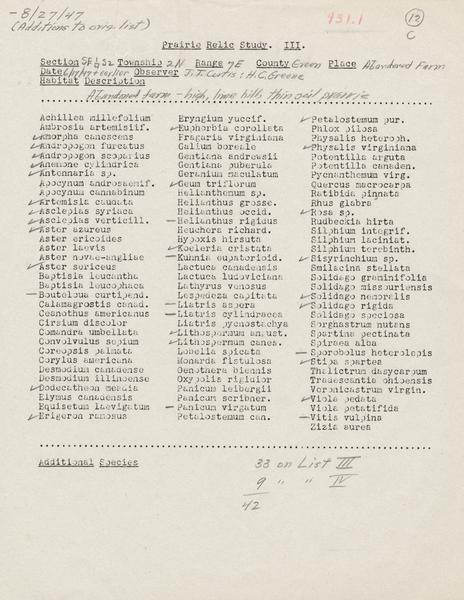 - 8/27/47
(Additions to orig. list)
931.1
12
C
Prairie Relic Study. III.
Section SE¼ 32 Township 2N Range 7E County Green Place Abandoned Farm
Date 6/17/47 + earlier Observer J.T. Curtis: H.C. Greene
Habitat Description
Abandoned farm - high, lime hills thin soil prairie
Achillea millefolium Eryngium yuccif. ✓Petalostemum pur.
Ambrosia artemisiif. ✓Euphorbia corollata Phlox pilosa
✓Amorpha canescens Fragaria virginiana Physalis heteroph.
✓Andropogon furcatus Galium boreale ✓Physalis virginiana
✓Andropogon scoparius Gentiana andrewsii Potentilla arguta
✓Anemone cylindrica Gentiana puberula Potentilla canaden.
✓Antennaria sp. Geranium maculatum Pycnanthemum virg.
Apocynum androsaemif. ✓Geum triflorum Quercus macrocarpa
Apocynum cannabinum Helianthemum sp. Ratibida pinnata
✓Artemisia caudata Helianthus grosse. Rhus glabra
✓Asclepias syriaca Helianthus occid. ✓Rosa sp.
✓Asclepias verticill. — Helianthus rigidus Rudbeckia hirta
✓Aster azureus Heuchera richard. Silphium integrif.
Aster ericoides Hypoxis hirsuta Silphium laciniat.
Aster laevis ✓Koeleria cristata Silphium terebinth.
Aster novae-angliae — Kuhnia eupatorioid. ✓Sisyrinchium sp.
✓Aster sericeus Lactuca canadensis Smilacina stellata
Baptisia leucantha Lactuca ludoviciana Solidago graminifolia
Baptisia leucophaea Lathyrus venosus Solidago missouriensis
— Bouteloua curtipend. Lespedeza capitata ✓Solidago nemoralis
Calamagrostis canad. — Liatris aspera ✓Solidago rigida
Ceanothus americanus — Liatris cylindracea Solidago speciosa
Cirsium discolor Liatris pycnostachya Sorghastrum nutans
Comandra umbellata ✓Lithospermum angust. Spartina pectinata
Convolvulus sepium ✓Lithospermum canes. Spiraea alba
Coreopsis palmata Lobelia spicata — Sporobolus heterolepis
Corylus americana Monarda fistulosa ✓Stipa spartea
Desmodium canadense Oenothera biennis Thalictrum dasycarpum
Desmodium illinoense Oxypolis rigidior Tradescantia ohioensis
✓Dodecatheon meadia Panicum leibergii Veronicastrum virgin.
Elymus canadensis Panicum scribner. ✓Viola pedata
Equisetum laevigatum — Panicum virgatum Viola petatifida
✓Erigeron ramosus Petalostemum can. — Vitis vulpina
Zizia aurea
Additional Species
33 on List III
9 " " IV
42